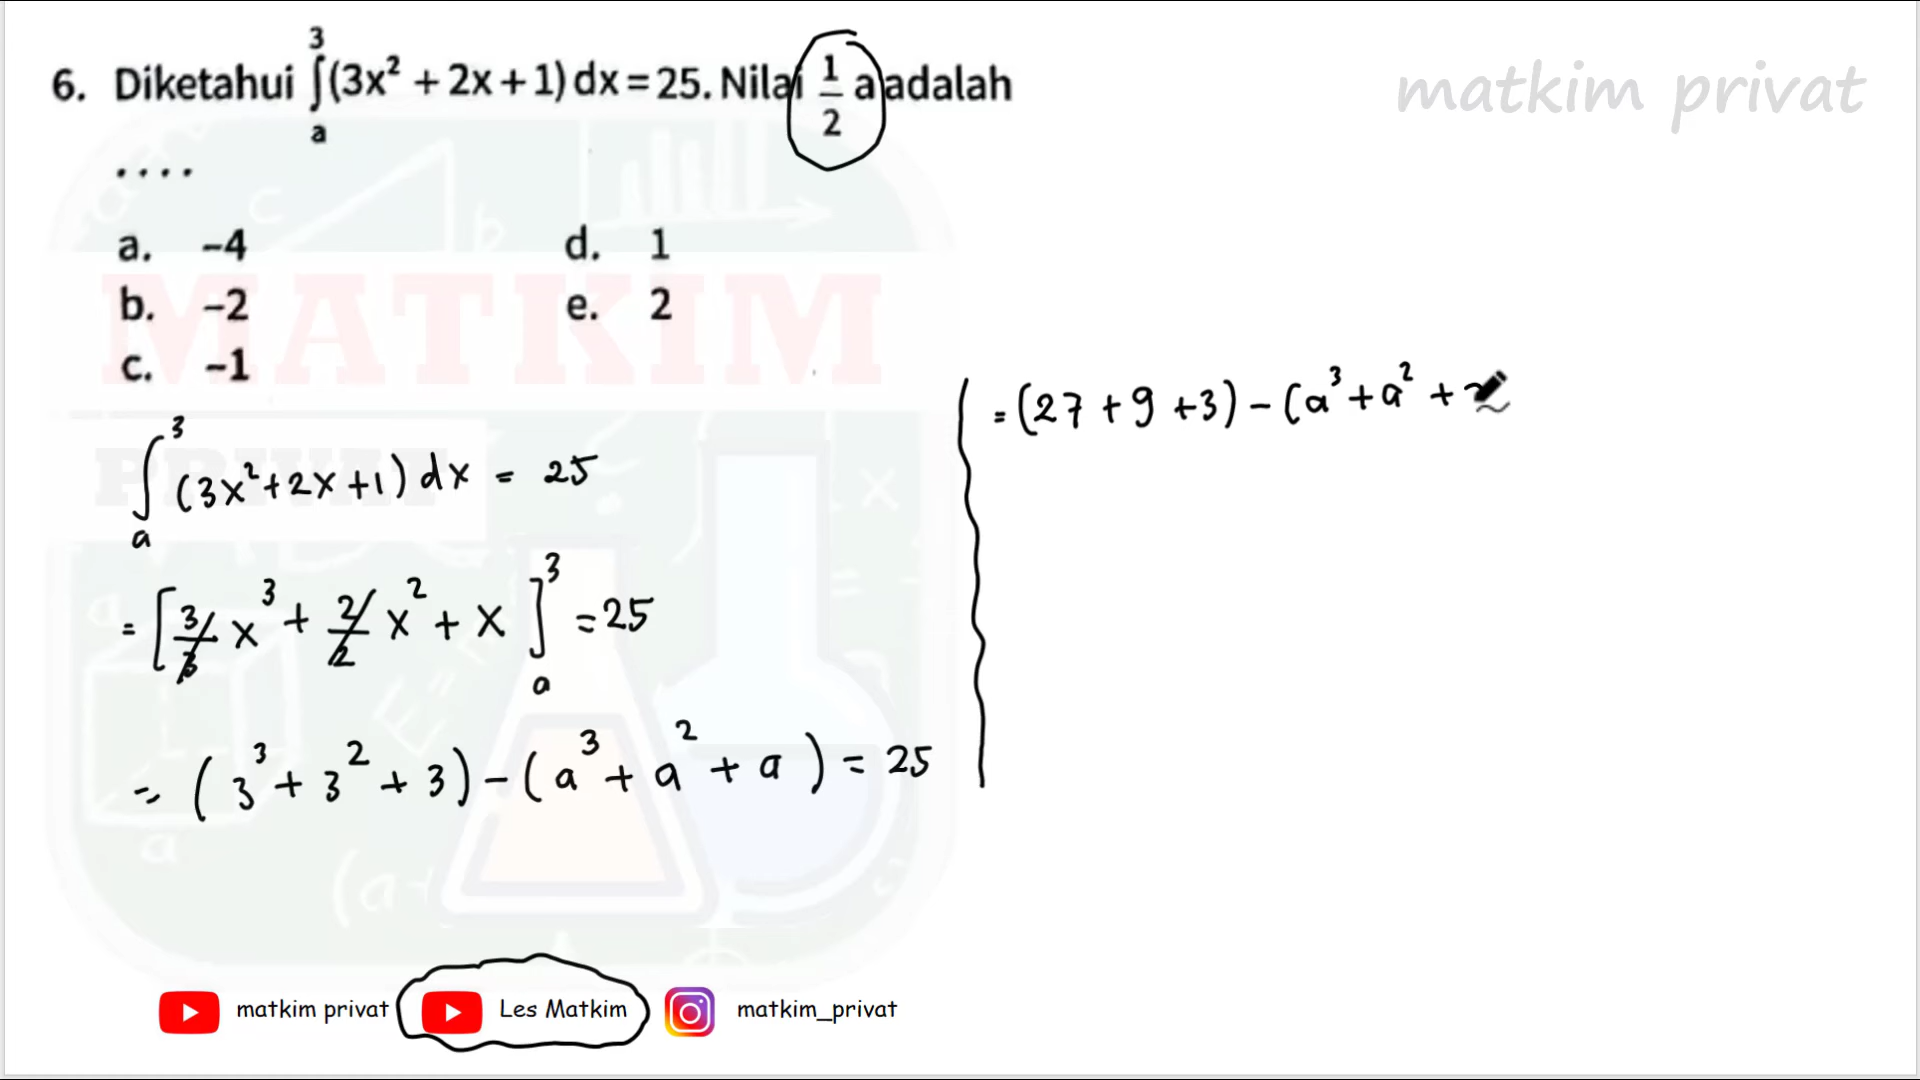 matkim privat
6. Diketahui ∫ₐ³ (3x² + 2x + 1) dx = 25. Nilai 1/2 a adalah
....
a. -4
b. -2
c. -1
d. 1
e. 2
MATKIM
PRIVAT
∫ₐ³ (3x²+2x+1) dx = 25
= [3/3 x³ + 2/2 x² + x]ₐ³ = 25
= (3³ + 3² + 3) - (a³ + a² + a) = 25
= (27 + 9 + 3) - (a³ + a² +
matkim privat
Les Matkim
matkim_privat